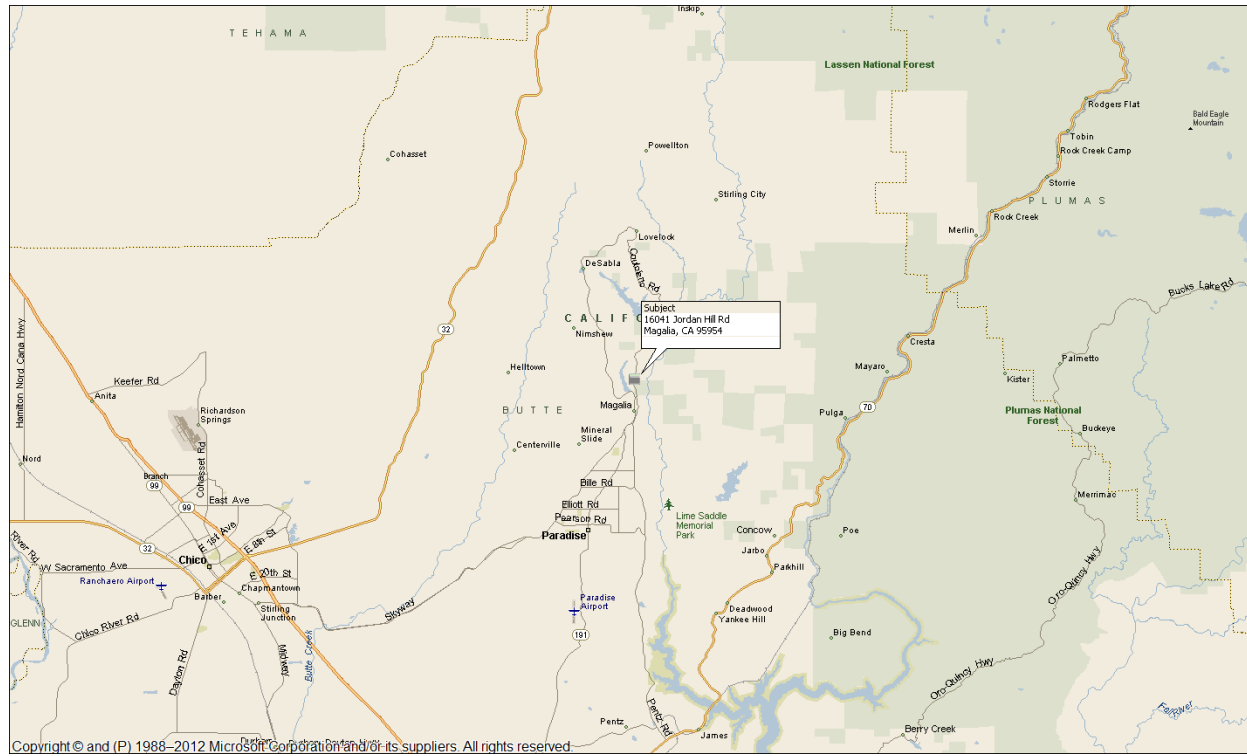 Inskip
TEHAMA
Lassen National Forest
Rodgers Flat
Bald Eagle
Mountain
Tobin
Powellton
Rock Creek Camp
Cohasset
Storrie
Stirling City
PLUMAS
Rock Creek
Merlin
Lovelock
DeSabla
Coutolenc Rd
Bucks Lake Rd
Hamilton Nord Cana Hwy
Subject
16041 Jordan Hill Rd
Magalia, CA 95954
CALIFO
32
Nimshew
Cresta
Helltown
Palmetto
Mayaro
Kister
Keefer Rd
Anita
Richardson
Springs
BUTTE
Magalia
70
Pulga
Plumas National
Forest
Buckeye
Mineral
Slide
Centerville
Nord
Cohasset Rd
Branch
99
Bille Rd
East Ave
99
Elliott Rd
Pearson Rd
Merrimac
Lime Saddle
Memorial
Park
Paradise
Concow
Poe
River Rd
32
E 1st Ave
E 8th St
Chico
Jarbo
W Sacramento Ave
E 20th St
Parkhill
Ranchaero Airport
Chapmantown
Oro-Quincy Hwy
Barber
Stirling
Junction
Paradise
Airport
Skyway
Deadwood
Yankee Hill
GLENN
Chico River Rd
191
Big Bend
Butte Creek
Midway
Dayton Rd
Oro-Quincy Hwy
Fall River
Pentz
Pentz Rd
James
Berry Creek
Copyright © and (P) 1988–2012 Microsoft Corporation and/or its suppliers. All rights reserved.